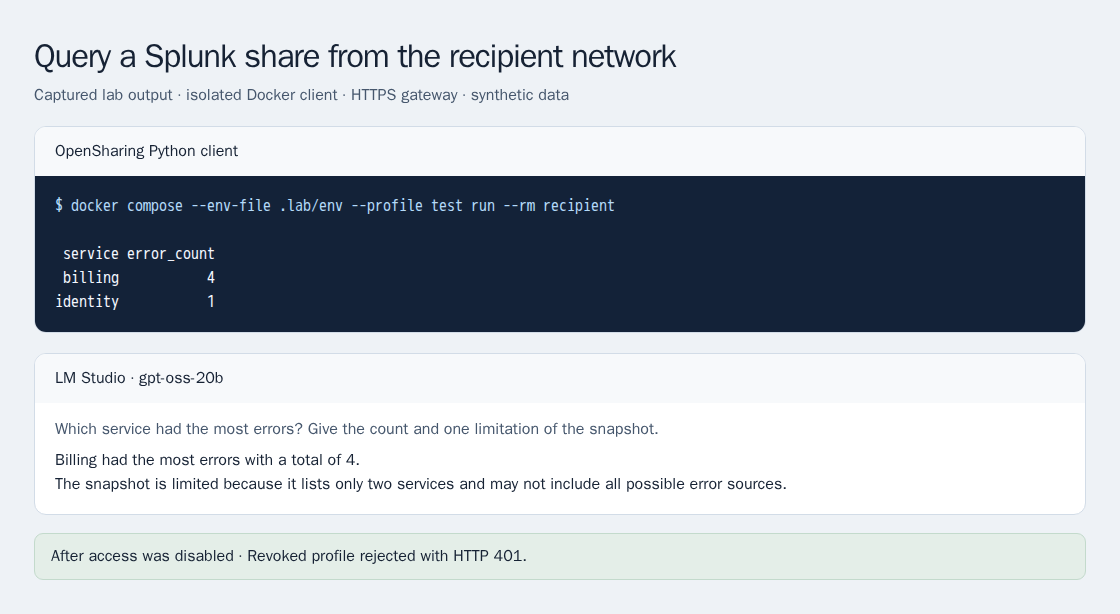 Query a Splunk share from the recipient network
Captured lab output · isolated Docker client · HTTPS gateway · synthetic data
OpenSharing Python client
$ docker compose --env-file .lab/env --profile test run --rm recipient
service error_count
billing 4
identity 1
LM Studio · gpt-oss-20b
Which service had the most errors? Give the count and one limitation of the snapshot.
Billing had the most errors with a total of 4.
The snapshot is limited because it lists only two services and may not include all possible error sources.
After access was disabled · Revoked profile rejected with HTTP 401.